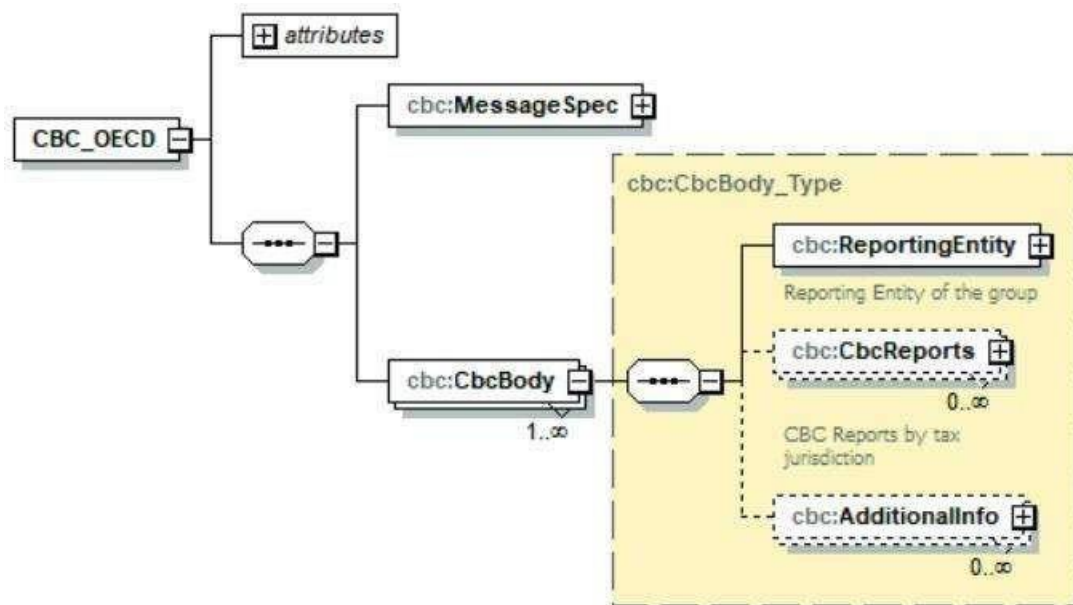 attributes
cbc:MessageSpec
CBC_OECD
cbc:CbcBody_Type
cbc:ReportingEntity
Reporting Entity of the group
cbc:CbcReports
0..∞
cbc:CbcBody
1..∞
CBC Reports by tax
jurisdiction
cbc:AdditionalInfo
0..∞